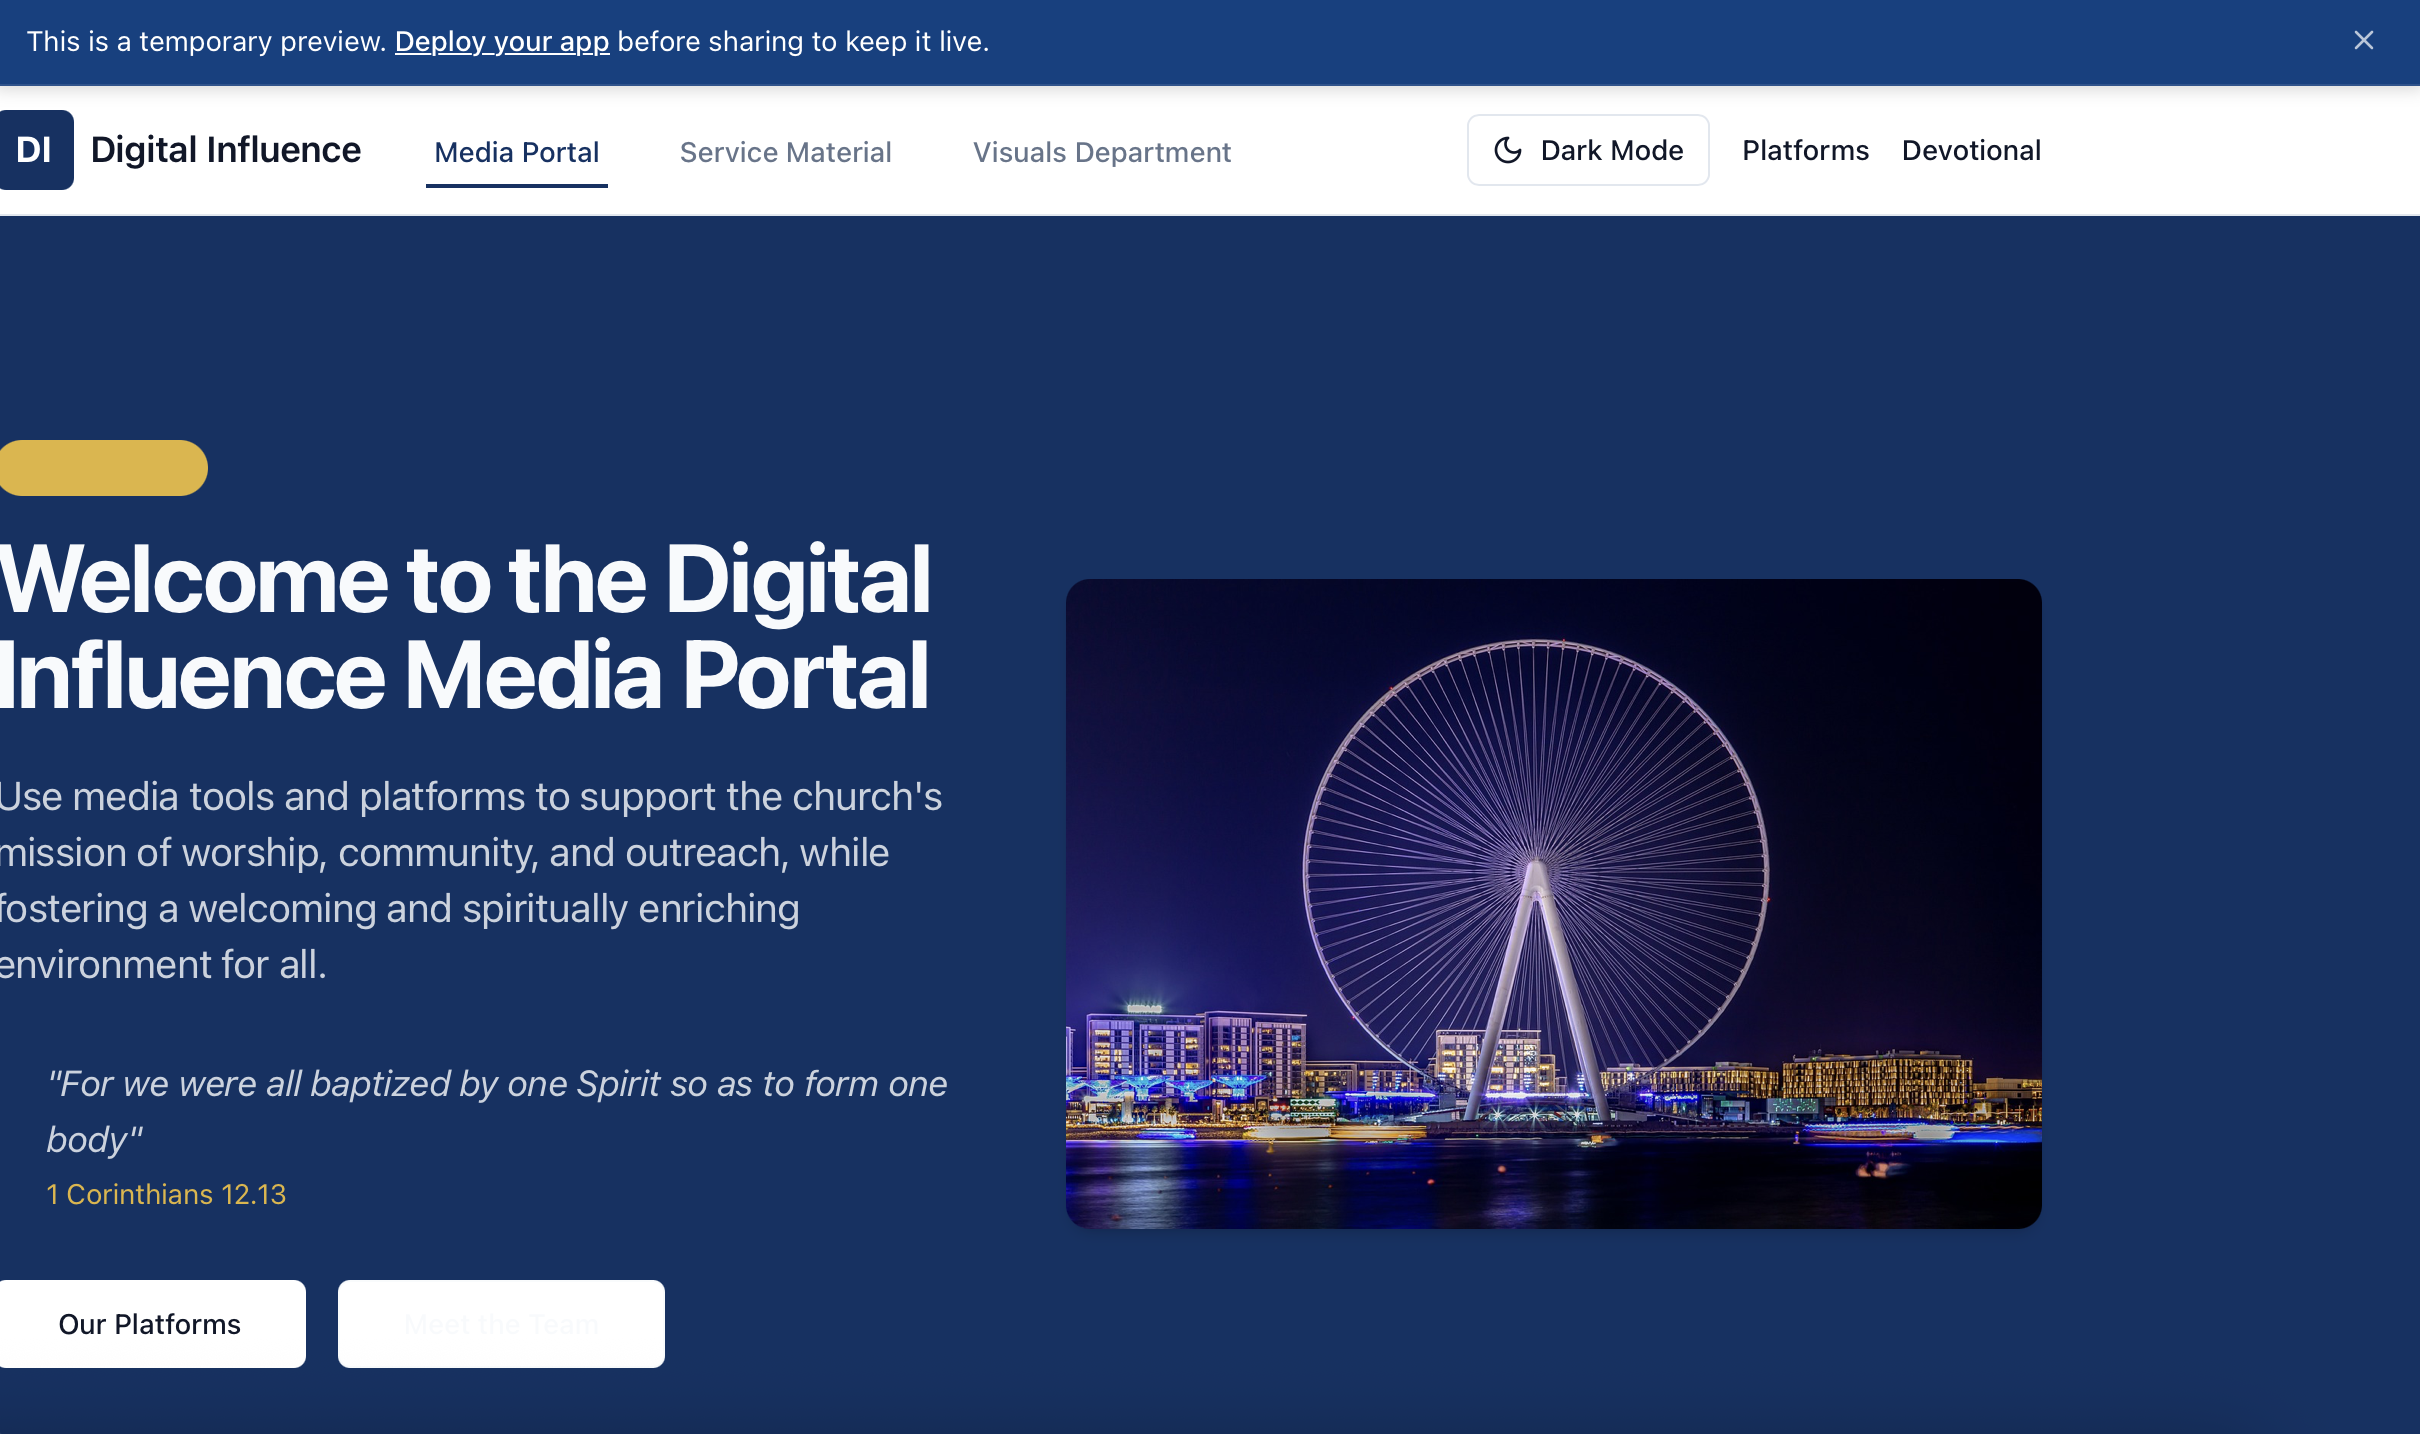 This is a temporary preview. Deploy your app before sharing to keep it live.
DI Digital Influence Media Portal Service Material Visuals Department Dark Mode Platforms Devotional
Welcome to the Digital
Influence Media Portal
Use media tools and platforms to support the church's
mission of worship, community, and outreach, while
fostering a welcoming and spiritually enriching
environment for all.
"For we were all baptized by one Spirit so as to form one
body"
1 Corinthians 12.13
Our Platforms Meet the Team